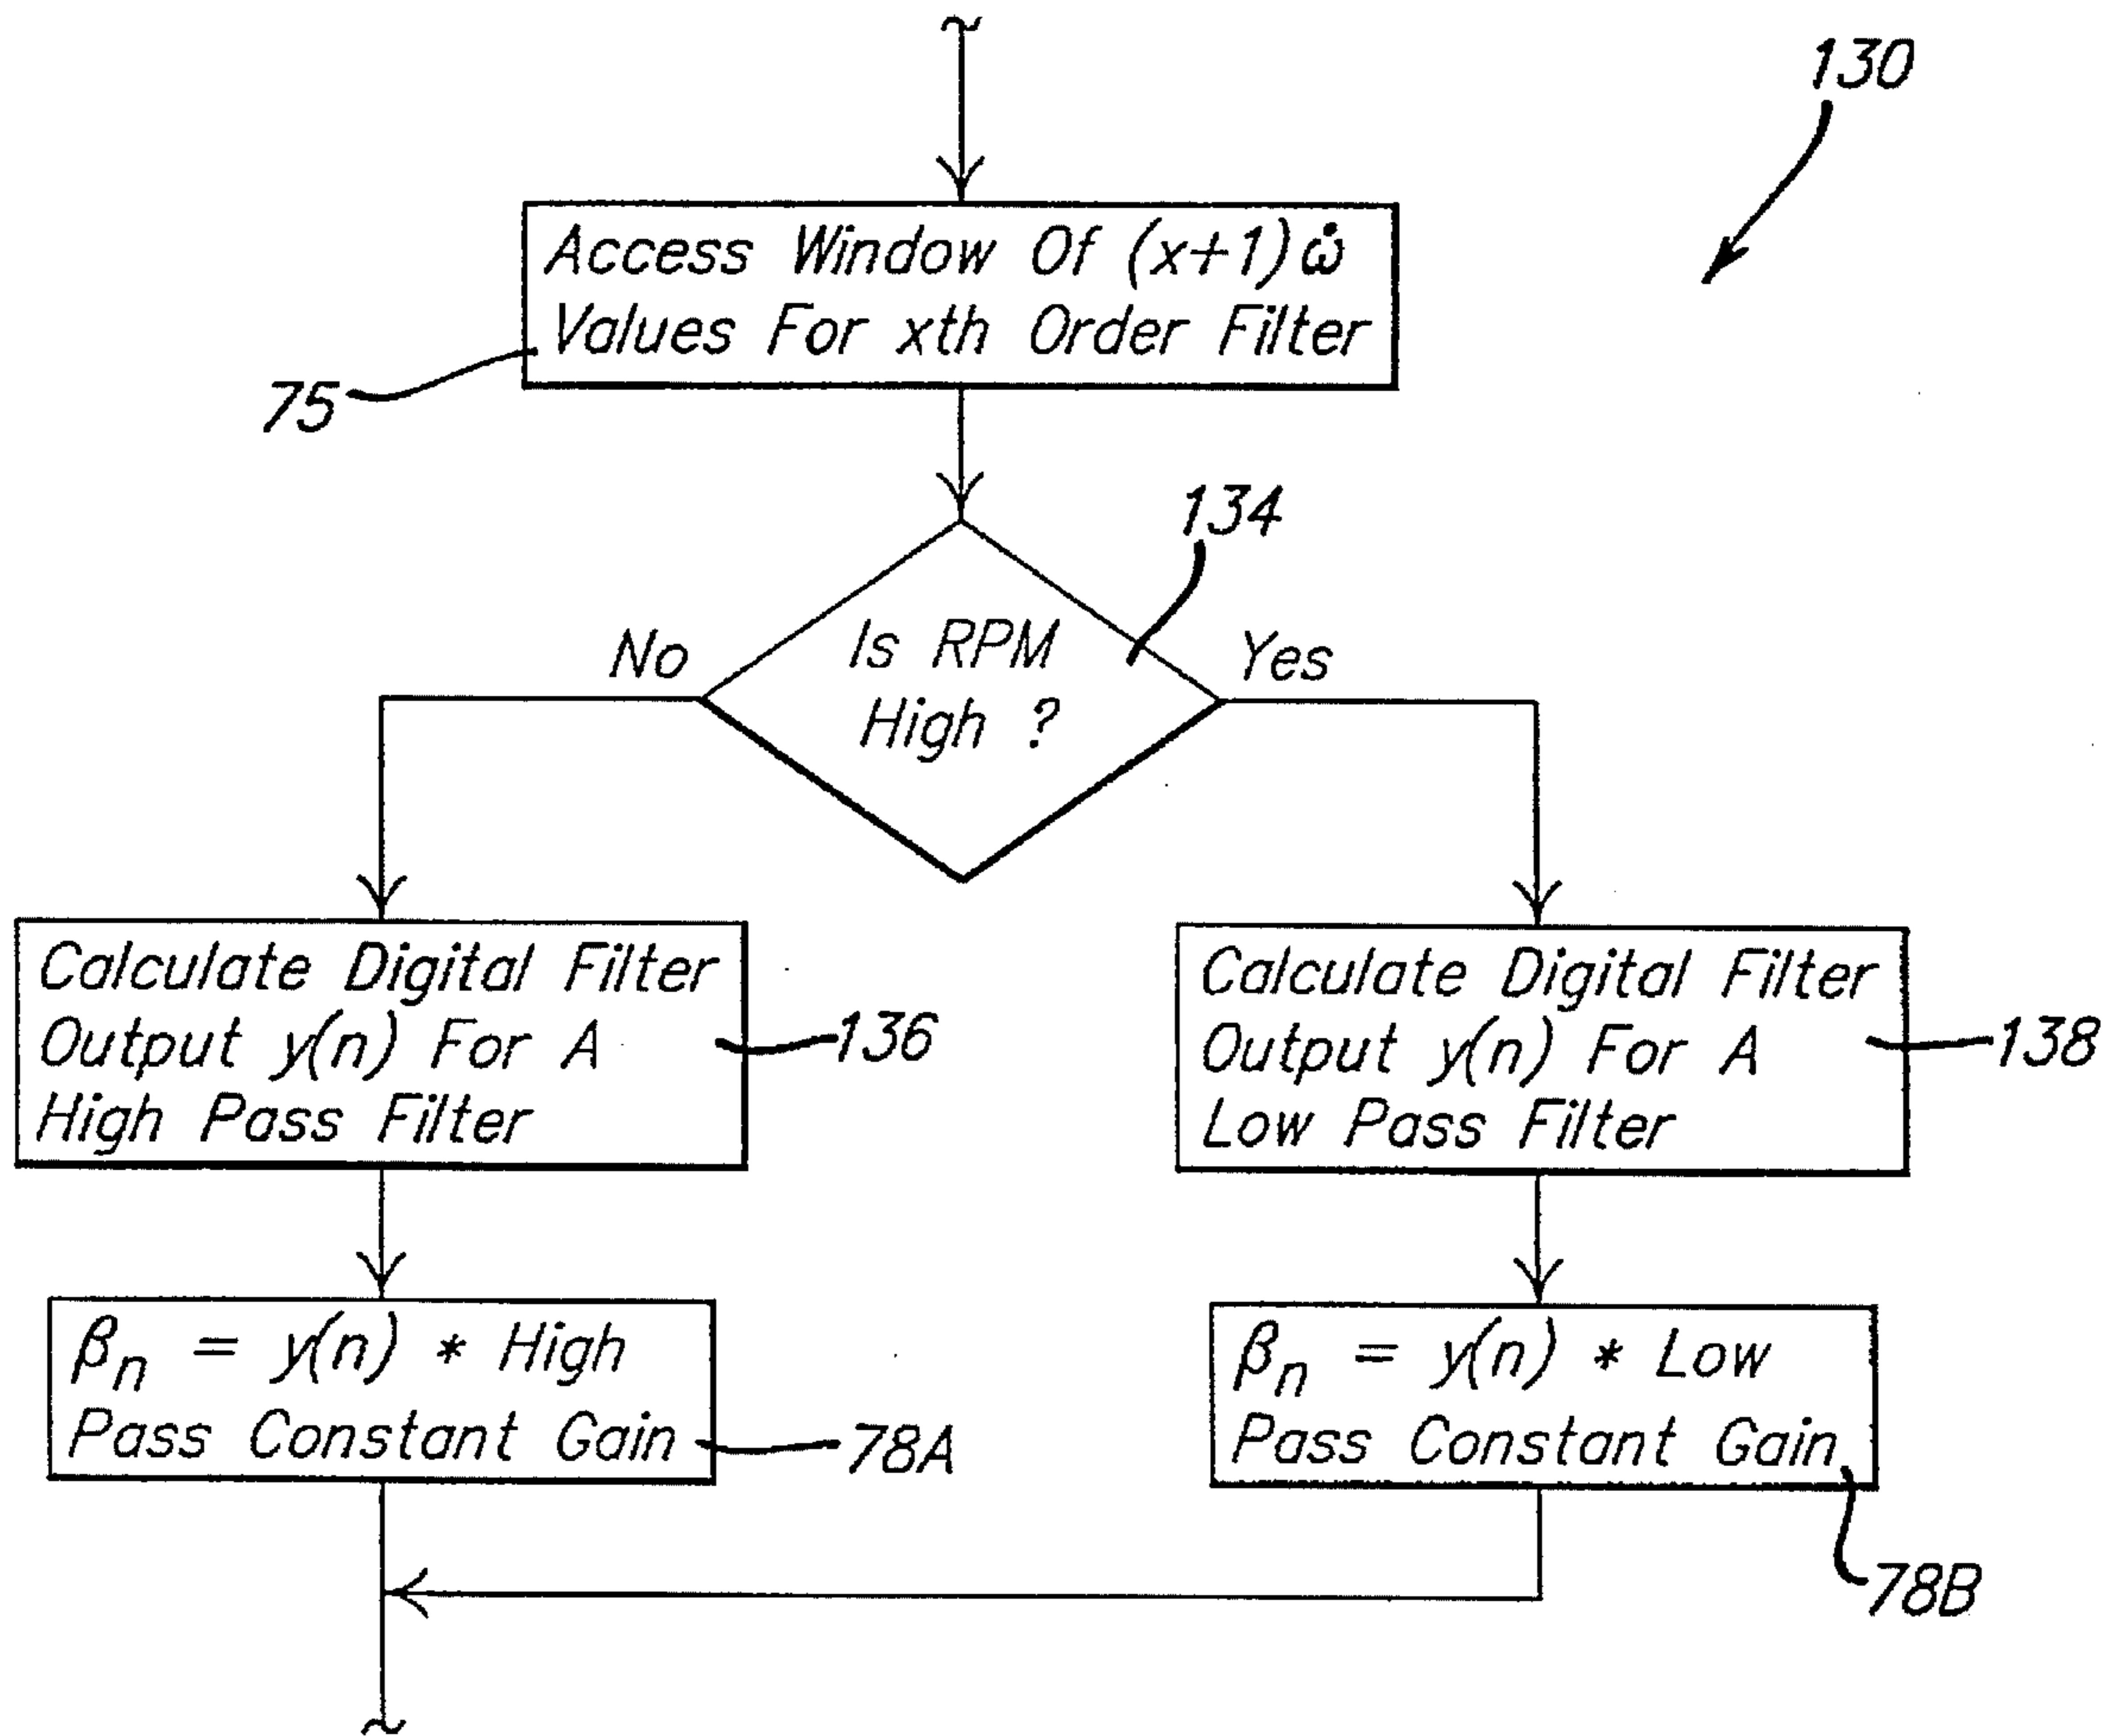 130
Access Window Of (x+1) ω̇
Values For xth Order Filter
75
134
Is RPM
High ?
No
Yes
Calculate Digital Filter
Output y(n) For A
High Pass Filter
136
Calculate Digital Filter
Output y(n) For A
Low Pass Filter
138
βn = y(n) * High
Pass Constant Gain
78A
βn = y(n) * Low
Pass Constant Gain
78B